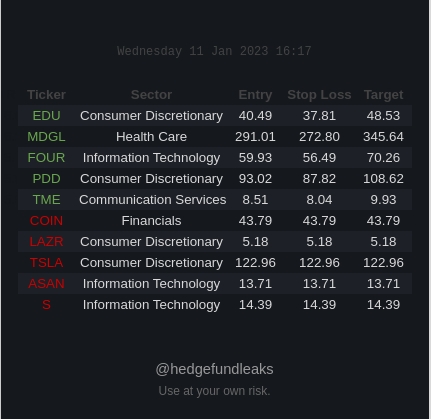 Wednesday 11 Jan 2023 16:17
Ticker Sector Entry Stop Loss Target
EDU Consumer Discretionary 40.49 37.81 48.53
MDGL Health Care 291.01 272.80 345.64
FOUR Information Technology 59.93 56.49 70.26
PDD Consumer Discretionary 93.02 87.82 108.62
TME Communication Services 8.51 8.04 9.93
COIN Financials 43.79 43.79 43.79
LAZR Consumer Discretionary 5.18 5.18 5.18
TSLA Consumer Discretionary 122.96 122.96 122.96
ASAN Information Technology 13.71 13.71 13.71
S Information Technology 14.39 14.39 14.39
@hedgefundleaks
Use at your own risk.